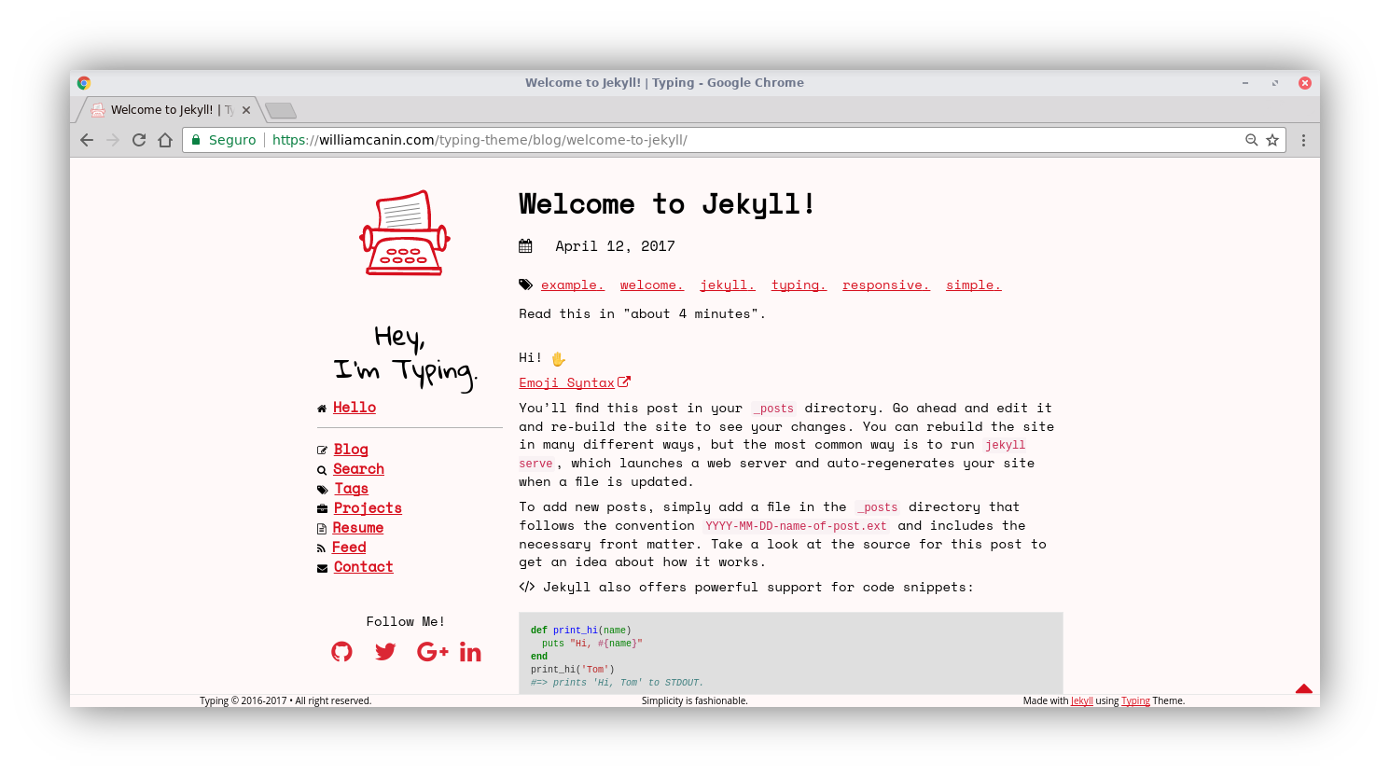 Welcome to Jekyll! | Typing - Google Chrome
Welcome to Jekyll! | Ty
Seguro https://williamcanin.com/typing-theme/blog/welcome-to-jekyll/
Hey,
I'm Typing.
Hello
Blog
Search
Tags
Projects
Resume
Feed
Contact
Follow Me!
Welcome to Jekyll!
April 12, 2017
example. welcome. jekyll. typing. responsive. simple.
Read this in "about 4 minutes".
Hi!
Emoji Syntax
You’ll find this post in your _posts directory. Go ahead and edit it
and re-build the site to see your changes. You can rebuild the site
in many different ways, but the most common way is to run jekyll
serve, which launches a web server and auto-regenerates your site
when a file is updated.
To add new posts, simply add a file in the _posts directory that
follows the convention YYYY-MM-DD-name-of-post.ext and includes the
necessary front matter. Take a look at the source for this post to
get an idea about how it works.
</> Jekyll also offers powerful support for code snippets:
def print_hi(name)
puts "Hi, #{name}"
end
print_hi('Tom')
#=> prints 'Hi, Tom' to STDOUT.
Typing © 2016-2017 • All right reserved. Simplicity is fashionable. Made with Jekyll using Typing Theme.